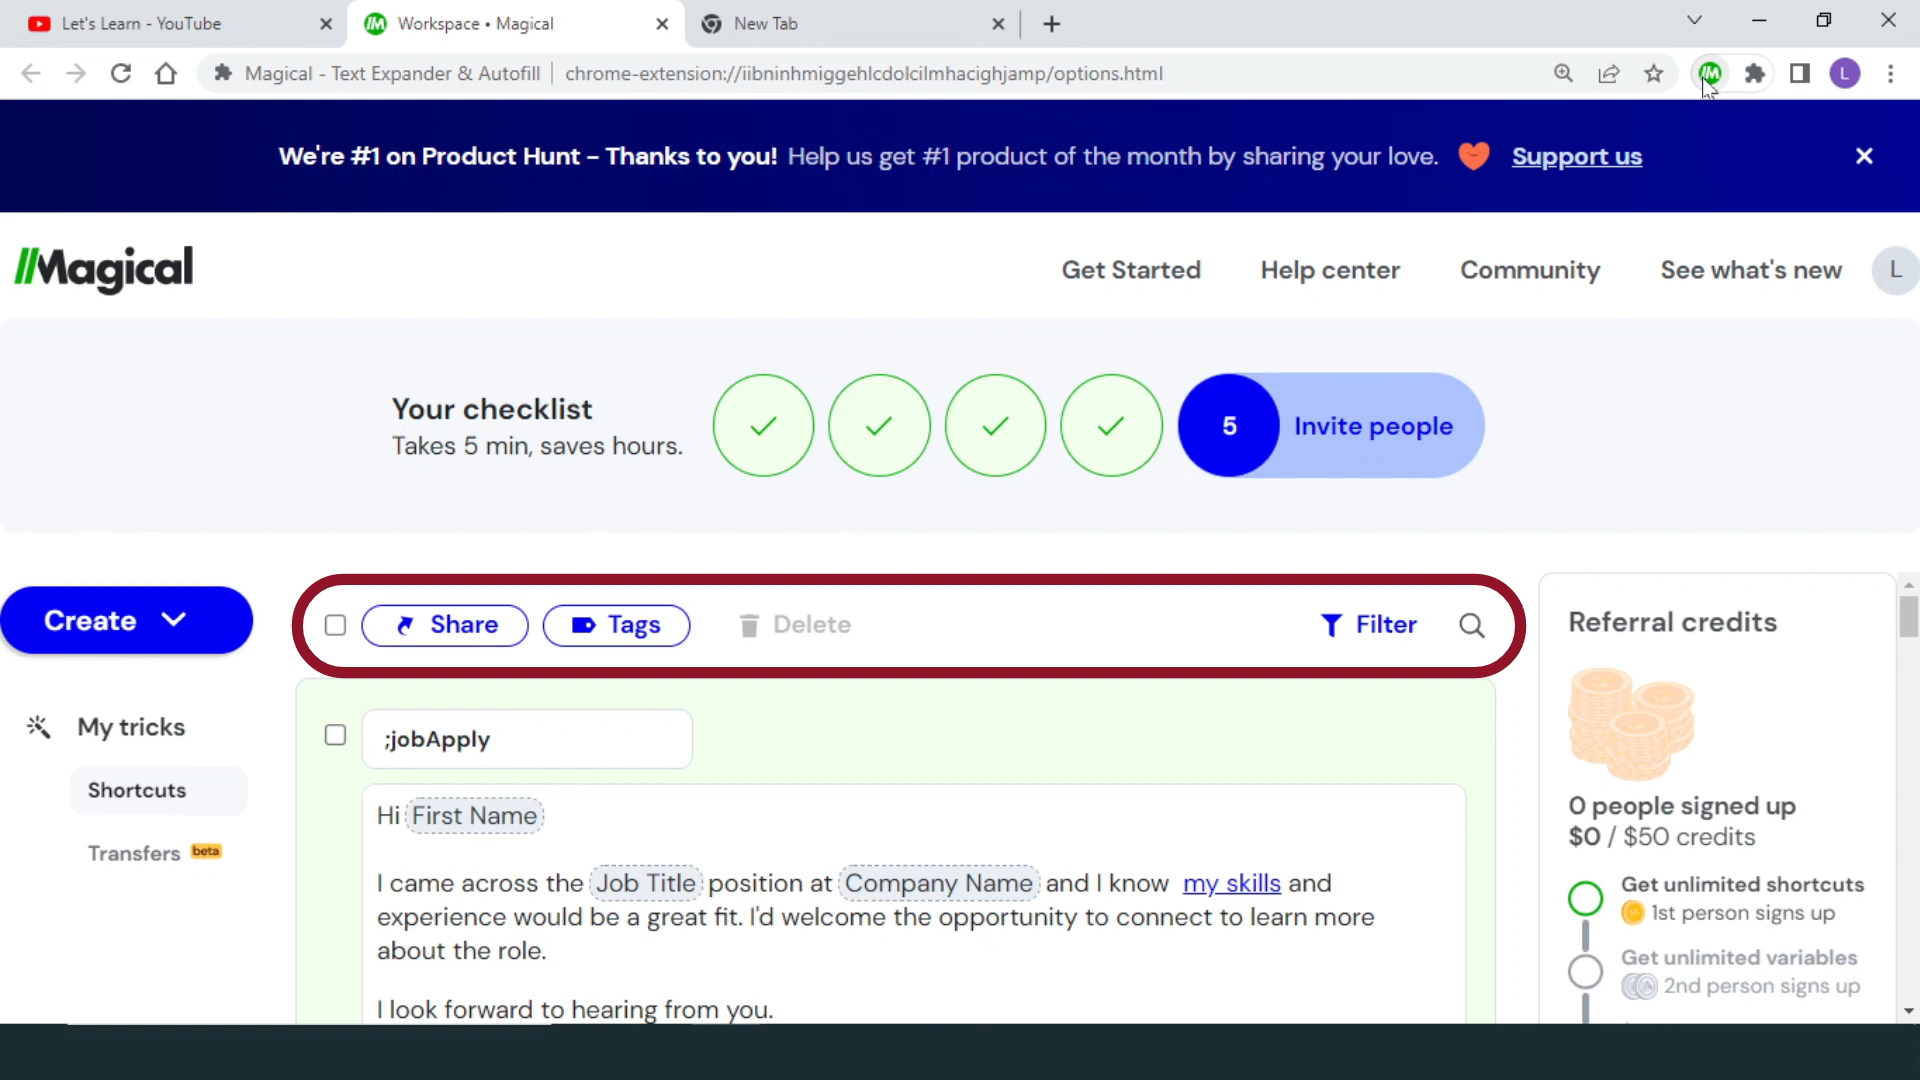 Let's Learn - YouTube
Workspace • Magical
New Tab
Magical - Text Expander & Autofill
chrome-extension://iibninhmiggehlcdolcilmhacighjamp/options.html
L
We're #1 on Product Hunt – Thanks to you! Help us get #1 product of the month by sharing your love.
Support us
Magical
Get Started
Help center
Community
See what's new
L
Your checklist
Takes 5 min, saves hours.
5
Invite people
Create
Share
Tags
Delete
Filter
My tricks
Shortcuts
Transfers beta
;jobApply
Hi First Name
I came across the Job Title position at Company Name and I know my skills and
experience would be a great fit. I'd welcome the opportunity to connect to learn more
about the role.
I look forward to hearing from you.
Referral credits
0 people signed up
$0 / $50 credits
Get unlimited shortcuts
1st person signs up
Get unlimited variables
2nd person signs up